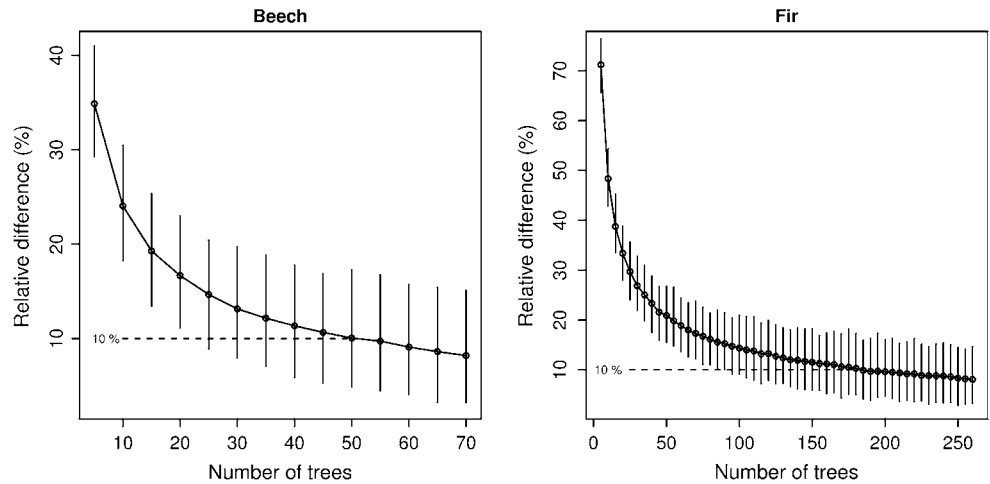 Beech
Relative difference (%)
40
30
20
10
10 %
10 20 30 40 50 60 70
Number of trees
Fir
Relative difference (%)
70
60
50
40
30
20
10
10 %
0 50 100 150 200 250
Number of trees